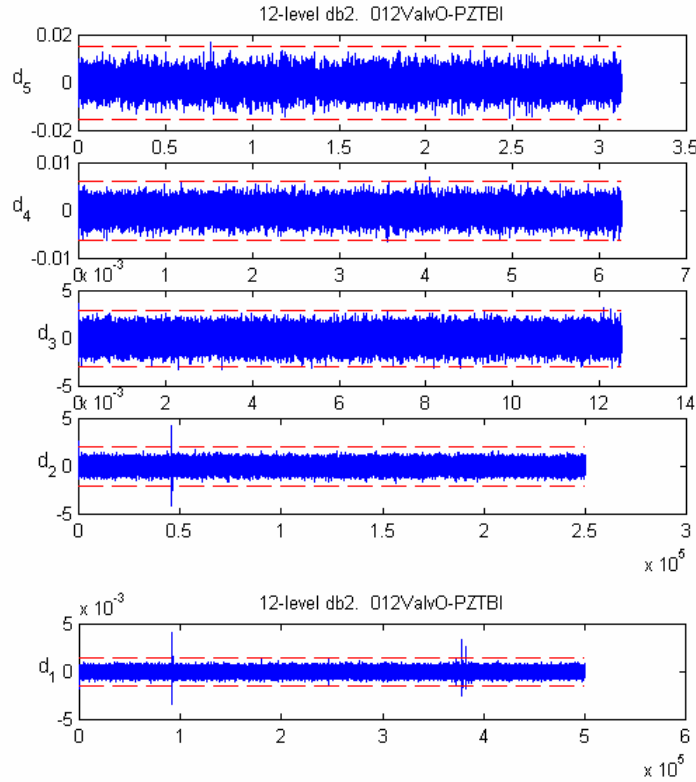 12-level db2. 012ValvO-PZTBI
0.02
d5 0
-0.02
0 0.5 1 1.5 2 2.5 3 3.5
0.01
d4 0
-0.01
0 1 2 3 4 5 6 7
x 10^-3
5
d3 0
-5
0 2 4 6 8 10 12 14
x 10^-3
5
d2 0
-5
0 0.5 1 1.5 2 2.5 3
x 10^5
12-level db2. 012ValvO-PZTBI
x 10^-3
5
d1 0
-5
0 1 2 3 4 5 6
x 10^5